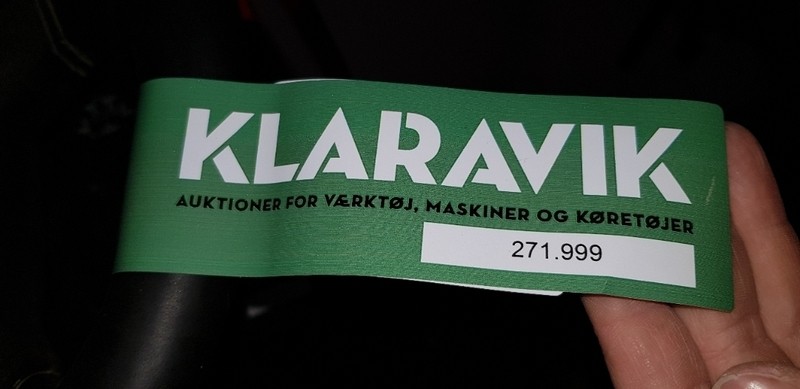 KLARAVIK
AUKTIONER FOR VÆRKTØJ, MASKINER OG KØRETØJER
271.999